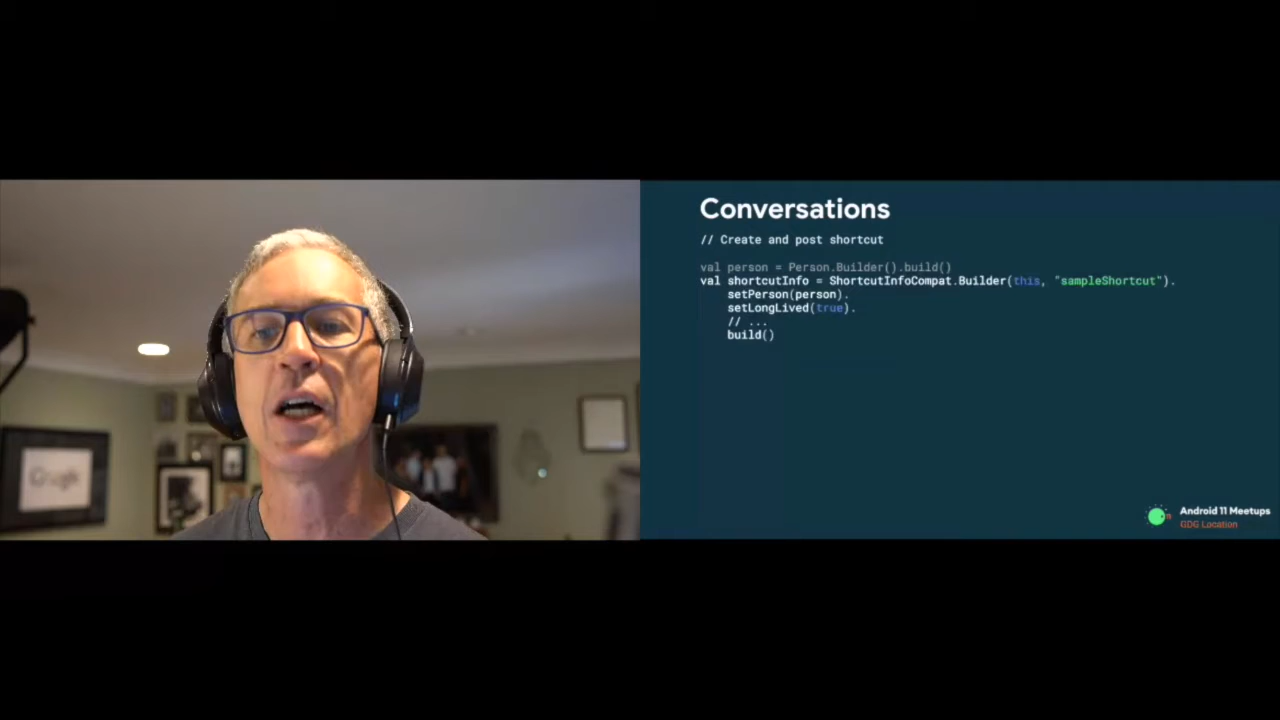 Conversations
// Create and post shortcut
val person = Person.Builder().build()
val shortcutInfo = ShortcutInfoCompat.Builder(this, "sampleShortcut").
setPerson(person).
setLongLived(true).
// ...
build()
Android 11 Meetups
GDG Location
Google